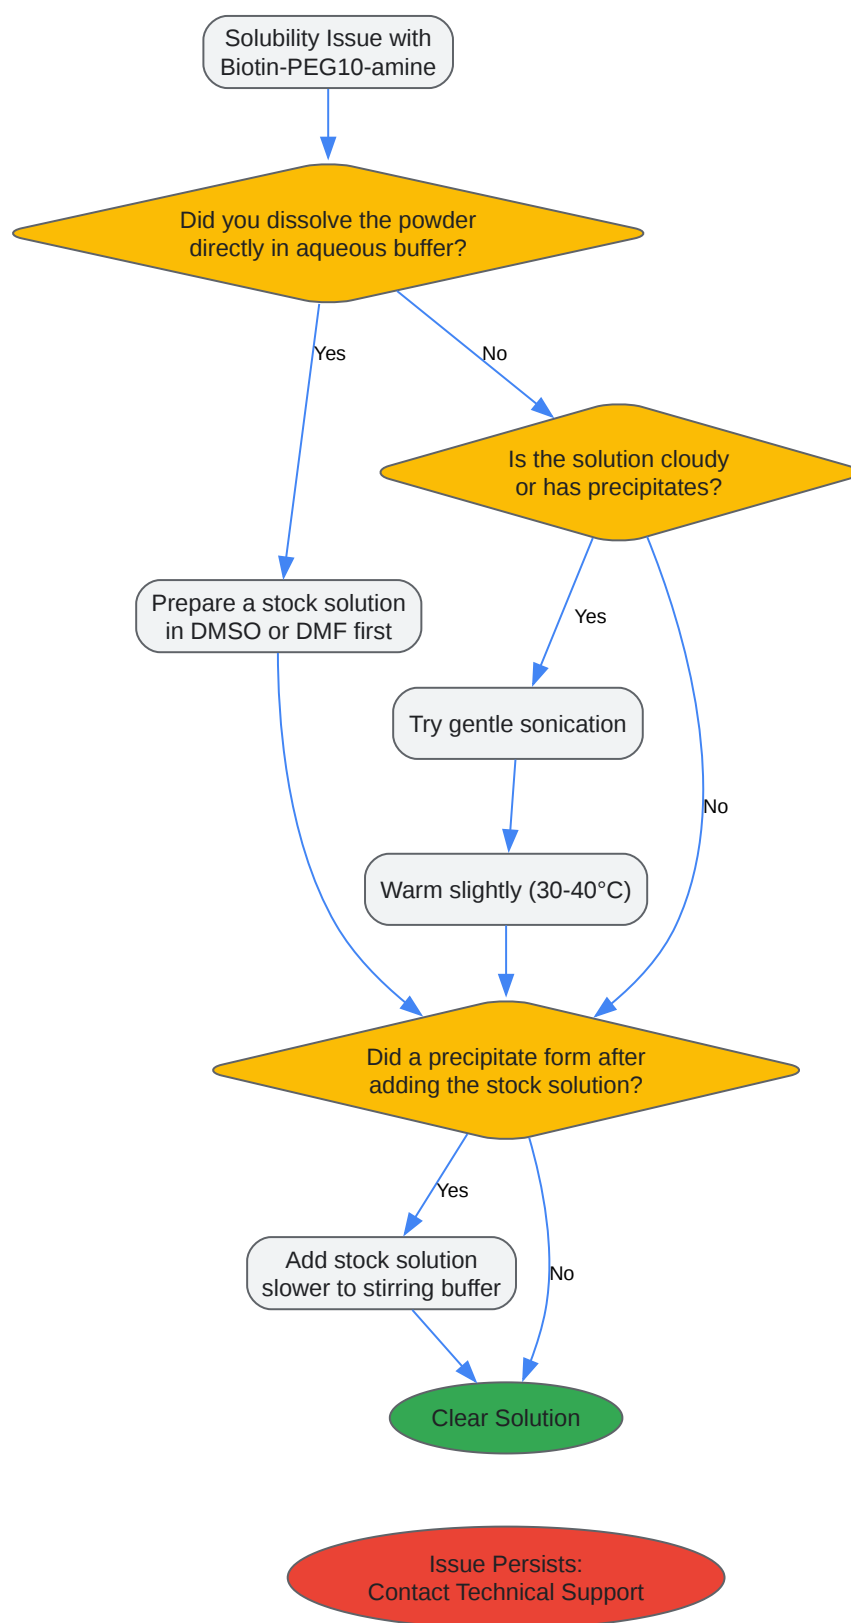 Solubility Issue with
Biotin-PEG10-amine
Did you dissolve the powder
directly in aqueous buffer?
Yes
No
Is the solution cloudy
or has precipitates?
Prepare a stock solution
in DMSO or DMF first
Yes
Try gentle sonication
No
Warm slightly (30-40°C)
Did a precipitate form after
adding the stock solution?
Yes
Add stock solution
slower to stirring buffer
No
Clear Solution
Issue Persists:
Contact Technical Support